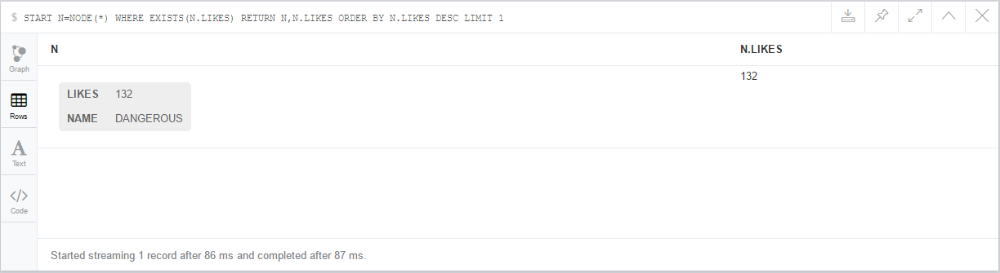 $ START N=NODE(*) WHERE EXISTS(N.LIKES) RETURN N,N.LIKES ORDER BY N.LIKES DESC LIMIT 1
Graph
Rows
Text
Code
N N.LIKES
132
LIKES 132
NAME DANGEROUS
Started streaming 1 record after 86 ms and completed after 87 ms.